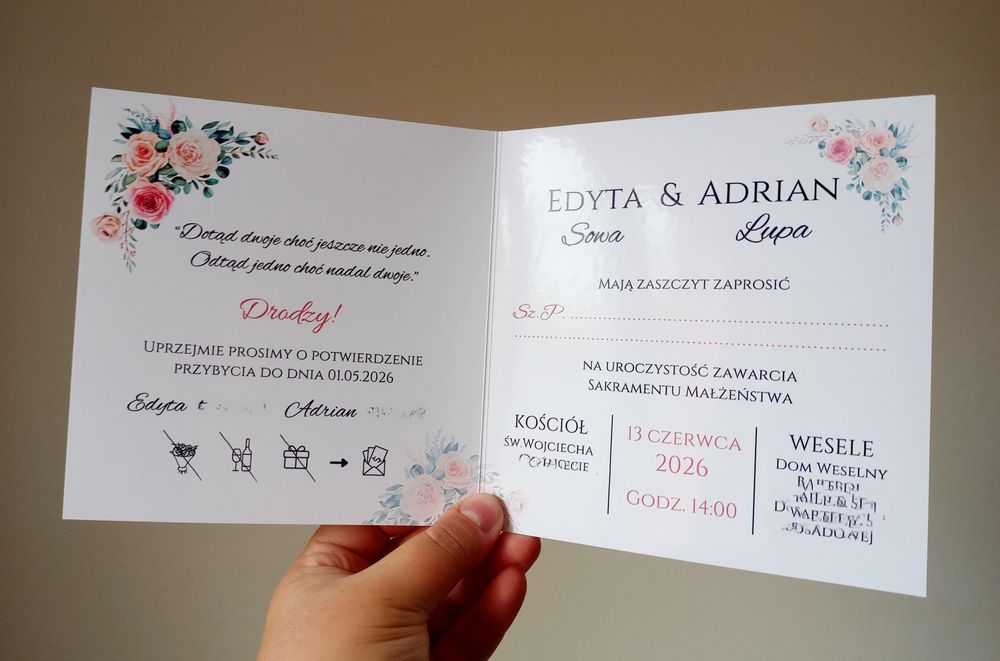 “Dotąd dwoje choć jeszcze nie jedno.
Odtąd jedno choć nadal dwoje.”
Drodzy!
Uprzejmie prosimy o potwierdzenie
przybycia do dnia 01.05.2026
Edyta Adrian
Edyta & Adrian
Sowa Lupa
Mają zaszczyt zaprosić
Sz.P.
na uroczystość zawarcia
Sakramentu Małżeństwa
KOŚCIÓŁ
św.Wojciecha
13 CZERWCA
2026
GODZ. 14:00
WESELE
Dom Weselny